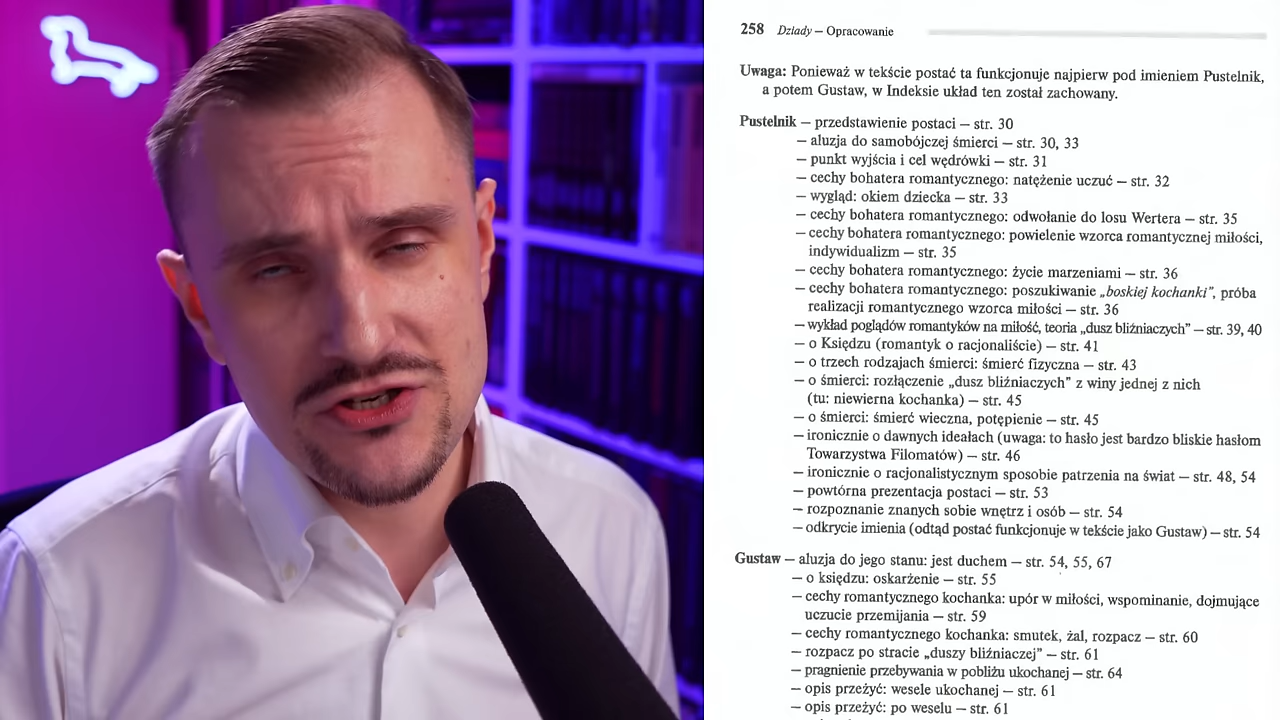 258 Dziady – Opracowanie
Uwaga: Ponieważ w tekście postać ta funkcjonuje najpierw pod imieniem Pustelnik,
a potem Gustaw, w Indeksie układ ten został zachowany.
Pustelnik – przedstawienie postaci – str. 30
– aluzja do samobójczej śmierci – str. 30, 33
– punkt wyjścia i cel wędrówki – str. 31
– cechy bohatera romantycznego: natężenie uczuć – str. 32
– wygląd: okiem dziecka – str. 33
– cechy bohatera romantycznego: odwołanie do losu Wertera – str. 35
– cechy bohatera romantycznego: powielenie wzorca romantycznej miłości,
indywidualizm – str. 35
– cechy bohatera romantycznego: życie marzeniami – str. 36
– cechy bohatera romantycznego: poszukiwanie „boskiej kochanki”, próba
realizacji romantycznego wzorca miłości – str. 36
– wykład poglądów romantyków na miłość, teoria „dusz bliźniaczych” – str. 39, 40
– o Księdzu (romantyk o racjonaliście) – str. 41
– o trzech rodzajach śmierci: śmierć fizyczna – str. 43
– o śmierci: rozłączenie „dusz bliźniaczych” z winy jednej z nich
(tu: niewierna kochanka) – str. 45
– o śmierci: śmierć wieczna, potępienie – str. 45
– ironicznie o dawnych ideałach (uwaga: to hasło jest bardzo bliskie hasłom
Towarzystwa Filomatów) – str. 46
– ironicznie o racjonalistycznym sposobie patrzenia na świat – str. 48, 54
– powtórna prezentacja postaci – str. 53
– rozpoznanie znanych sobie wnętrz i osób – str. 54
– odkrycie imienia (odtąd postać funkcjonuje w tekście jako Gustaw) – str. 54
Gustaw – aluzja do jego stanu: jest duchem – str. 54, 55, 67
– o księdzu: oskarżenie – str. 55
– cechy romantycznego kochanka: upór w miłości, wspominanie, dojmujące
uczucie przemijania – str. 59
– cechy romantycznego kochanka: smutek, żal, rozpacz – str. 60
– rozpacz po stracie „duszy bliźniaczej” – str. 61
– pragnienie przebywania w pobliżu ukochanej – str. 64
– opis przeżyć: wesele ukochanej – str. 61
– opis przeżyć: po weselu – str. 61